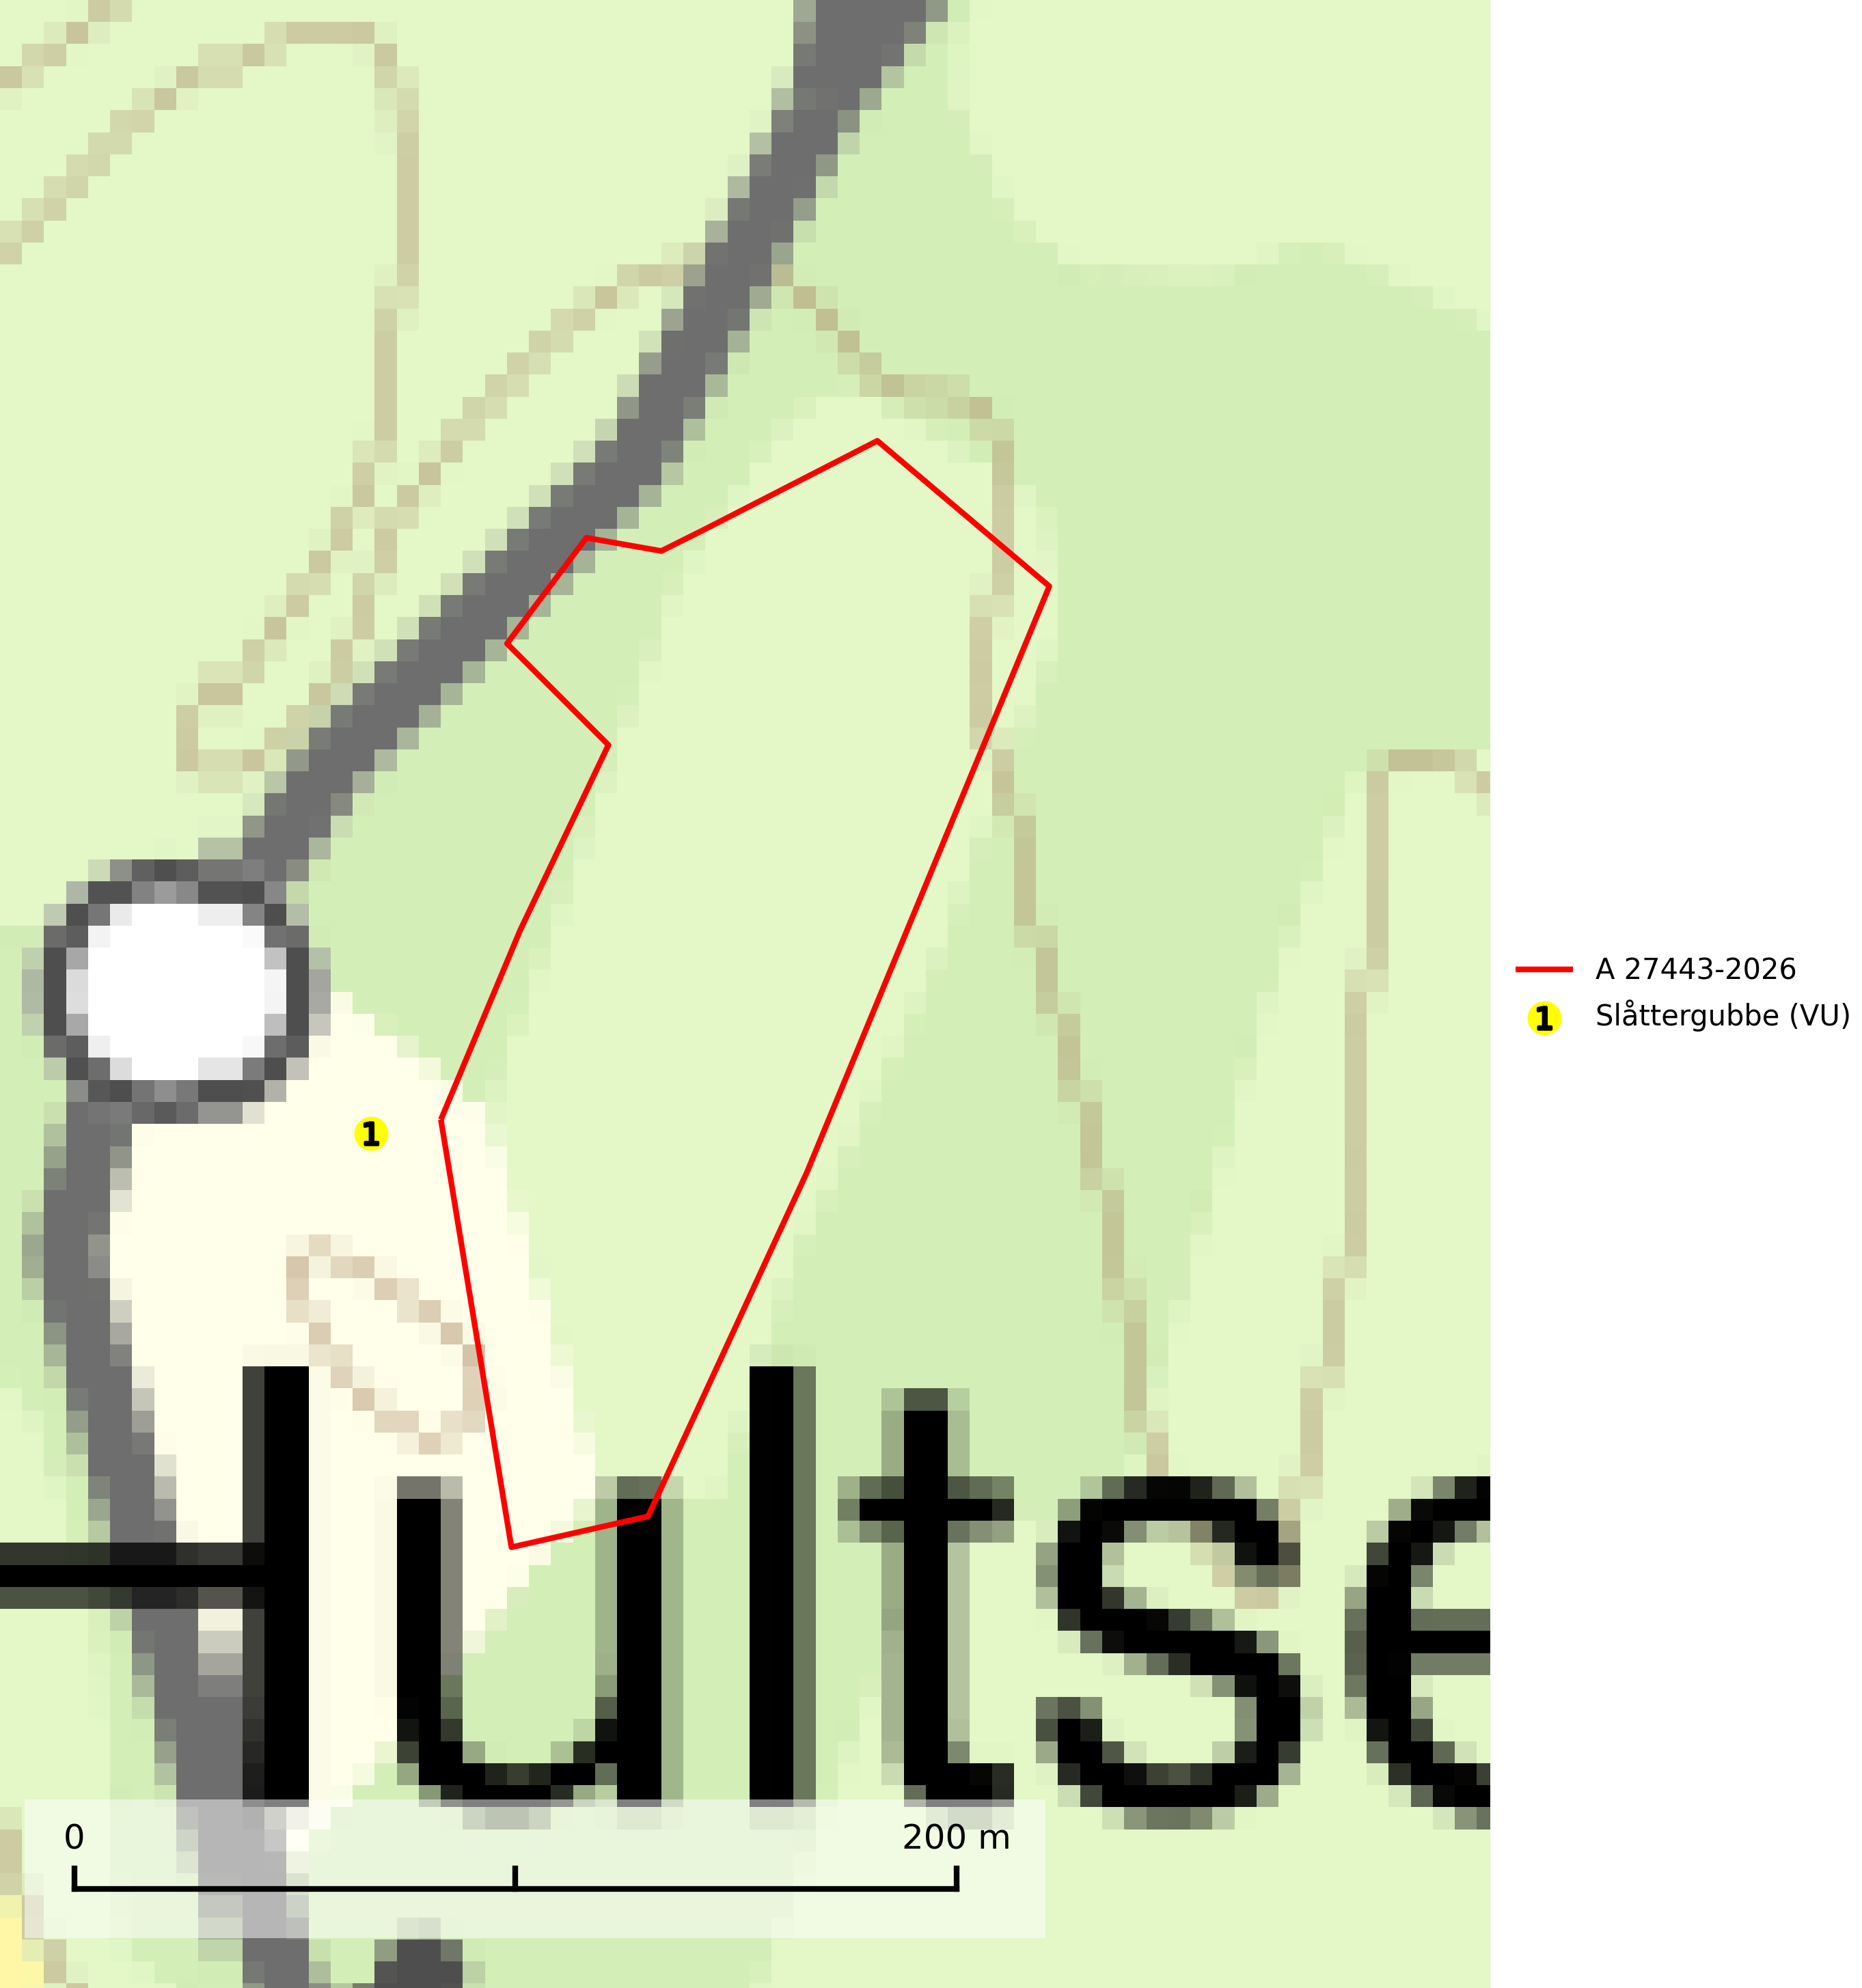 A 27443-2026
1 Slåttergubbe (VU)
1
Hultse
0 200 m